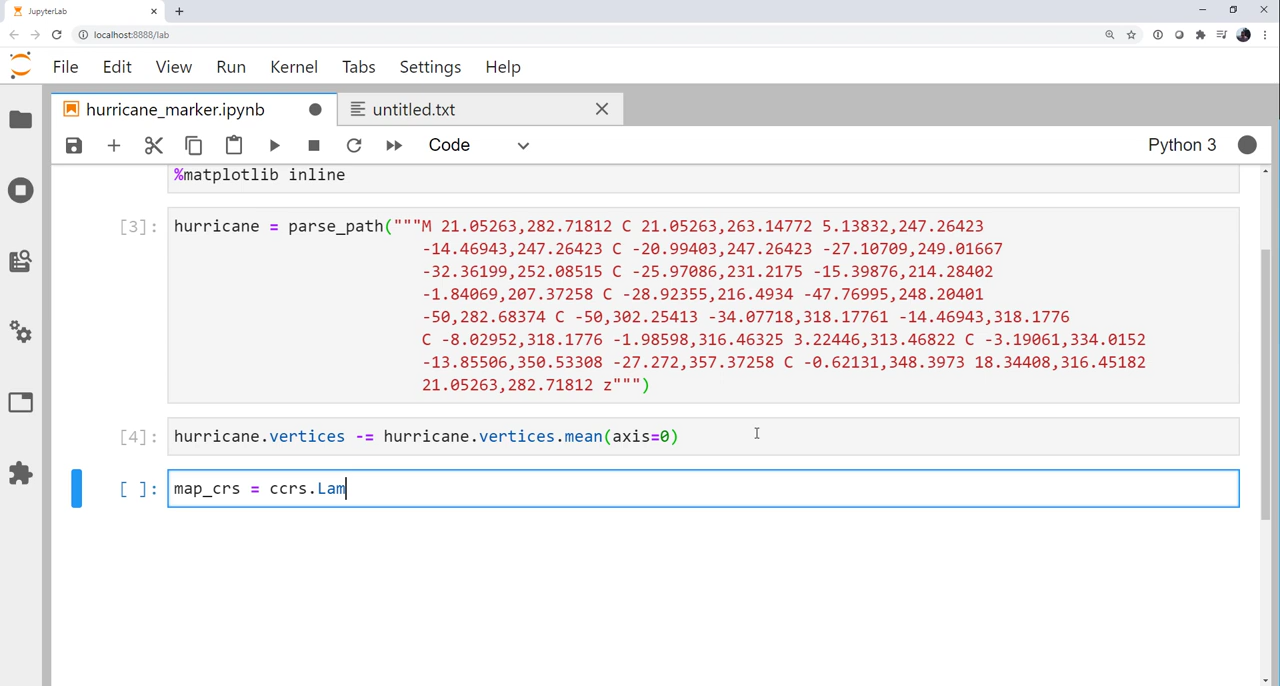 JupyterLab
localhost:8888/lab
File Edit View Run Kernel Tabs Settings Help
hurricane_marker.ipynb untitled.txt
Code Python 3
%matplotlib inline
[3]: hurricane = parse_path("""M 21.05263,282.71812 C 21.05263,263.14772 5.13832,247.26423
-14.46943,247.26423 C -20.99403,247.26423 -27.10709,249.01667
-32.36199,252.08515 C -25.97086,231.2175 -15.39876,214.28402
-1.84069,207.37258 C -28.92355,216.4934 -47.76995,248.20401
-50,282.68374 C -50,302.25413 -34.07718,318.17761 -14.46943,318.1776
C -8.02952,318.1776 -1.98598,316.46325 3.22446,313.46822 C -3.19061,334.0152
-13.85506,350.53308 -27.272,357.37258 C -0.62131,348.3973 18.34408,316.45182
21.05263,282.71812 z""")
[4]: hurricane.vertices -= hurricane.vertices.mean(axis=0)
[ ]: map_crs = ccrs.Lam